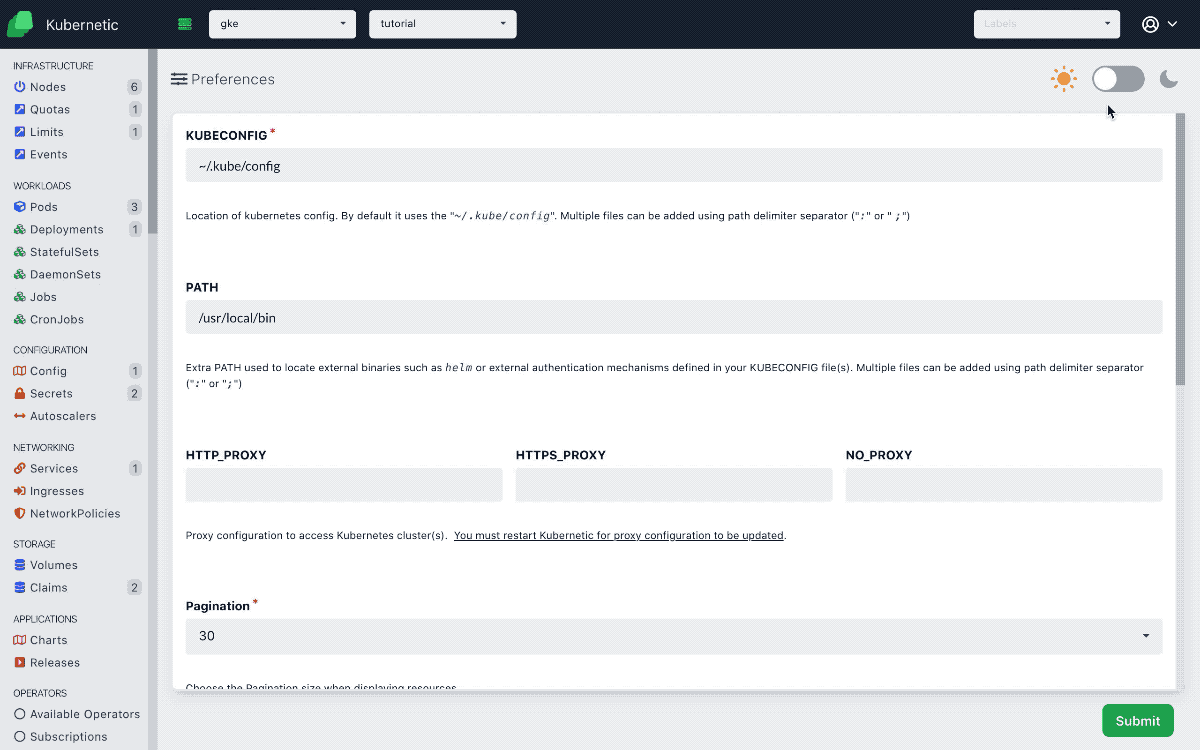 Kubernetic
gke
tutorial
Labels
INFRASTRUCTURE
Nodes 6
Quotas 1
Limits 1
Events
WORKLOADS
Pods 3
Deployments 1
StatefulSets
DaemonSets
Jobs
CronJobs
CONFIGURATION
Config 1
Secrets 2
Autoscalers
NETWORKING
Services 1
Ingresses
NetworkPolicies
STORAGE
Volumes
Claims 2
APPLICATIONS
Charts
Releases
OPERATORS
Available Operators
Subscriptions
Preferences
KUBECONFIG *
~/.kube/config
Location of kubernetes config. By default it uses the "~/.kube/config". Multiple files can be added using path delimiter separator (":" or " ;")
PATH
/usr/local/bin
Extra PATH used to locate external binaries such as helm or external authentication mechanisms defined in your KUBECONFIG file(s). Multiple files can be added using path delimiter separator
(":" or ";")
HTTP_PROXY HTTPS_PROXY NO_PROXY
Proxy configuration to access Kubernetes cluster(s). You must restart Kubernetic for proxy configuration to be updated.
Pagination *
30
Choose the Pagination size when displaying resources.
Submit